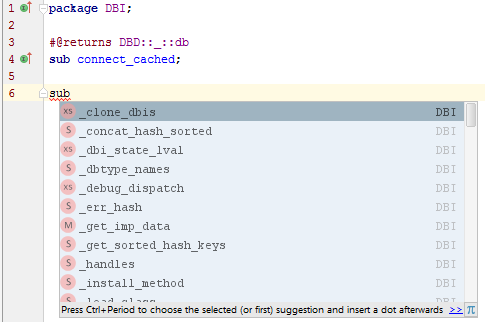 1 package DBI;
2
3 #@returns DBD::_::db
4 sub connect_cached;
5
6 sub
xs _clone_dbis DBI
S _concat_hash_sorted DBI
xs _dbi_state_lval DBI
S _dbtype_names DBI
xs _debug_dispatch DBI
S _err_hash DBI
M _get_imp_data DBI
S _get_sorted_hash_keys DBI
S _handles DBI
S _install_method DBI
S _load_class DBI
Press Ctrl+Period to choose the selected (or first) suggestion and insert a dot afterwards >> π